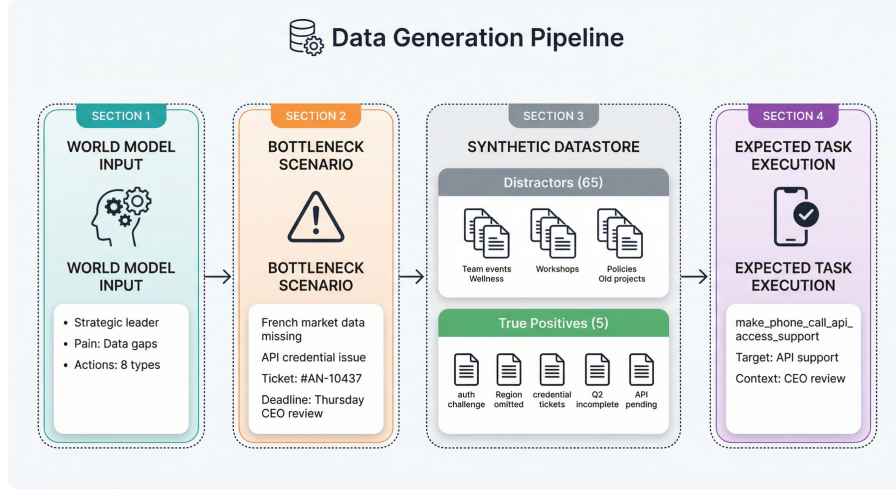 Data Generation Pipeline
SECTION 1
WORLD MODEL
INPUT
WORLD MODEL
INPUT
• Strategic leader
• Pain: Data gaps
• Actions: 8 types
SECTION 2
BOTTLENECK
SCENARIO
BOTTLENECK
SCENARIO
French market data
missing
API credential issue
Ticket: #AN-10437
Deadline: Thursday
CEO review
SECTION 3
SYNTHETIC DATASTORE
Distractors (65)
Team events
Wellness
Workshops
Policies
Old projects
True Positives (5)
auth
challenge
Region
omitted
credential
tickets
Q2
incomplete
API
pending
SECTION 4
EXPECTED TASK
EXECUTION
EXPECTED TASK
EXECUTION
make_phone_call_api_
access_support
Target: API support
Context: CEO review